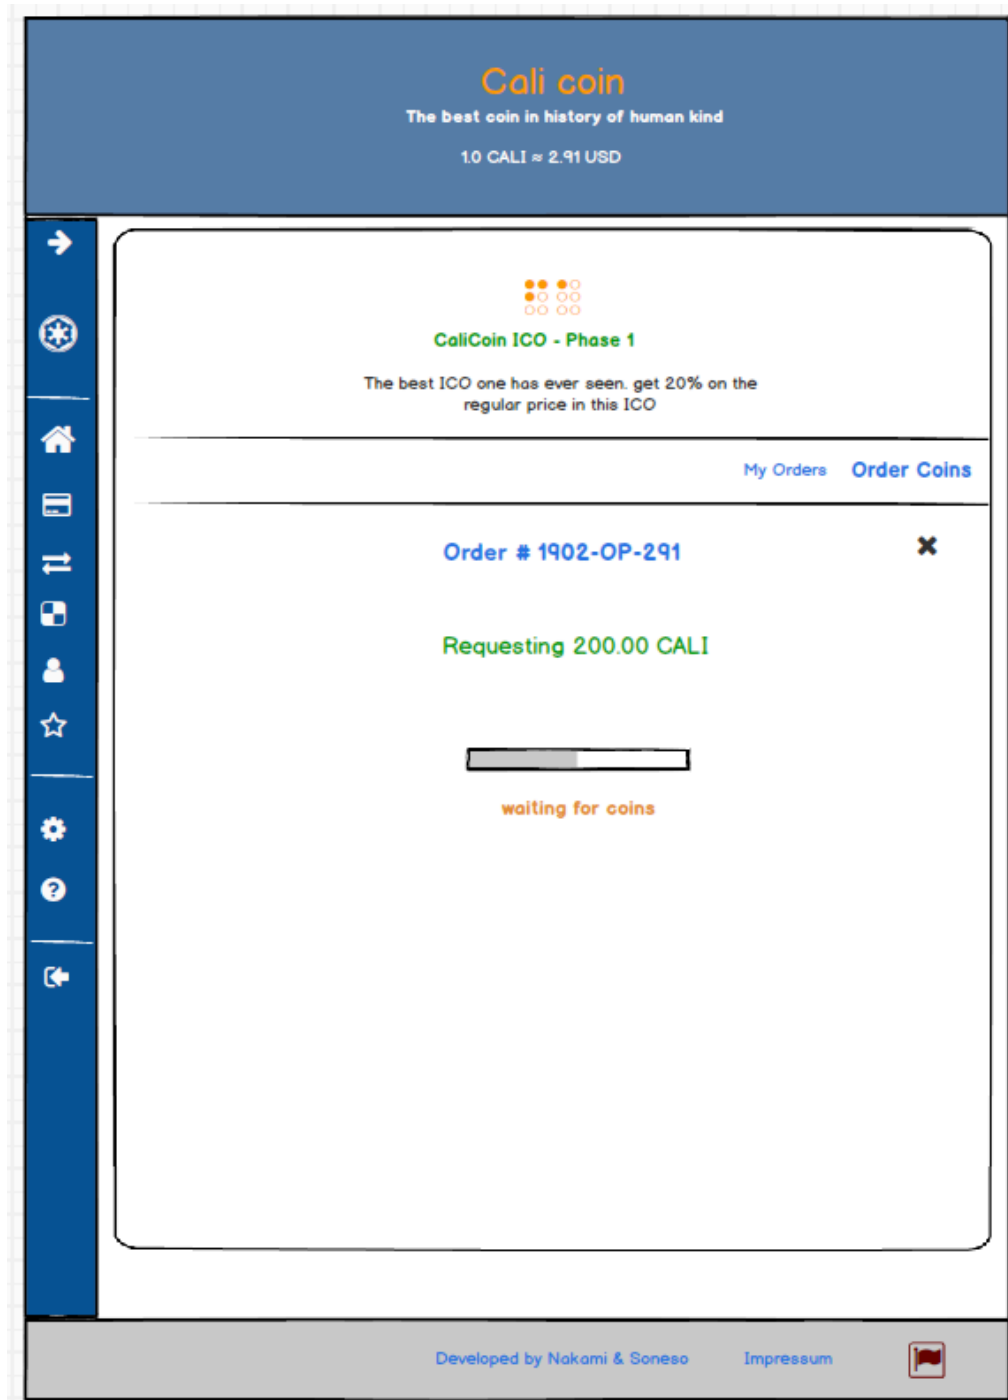 Cali coin
The best coin in history of human kind
1.0 CALI ≈ 2.91 USD
CaliCoin ICO - Phase 1
The best ICO one has ever seen. get 20% on the
regular price in this ICO
My Orders Order Coins
Order # 1902-OP-291
Requesting 200.00 CALI
waiting for coins
Developed by Nakami & Soneso Impressum